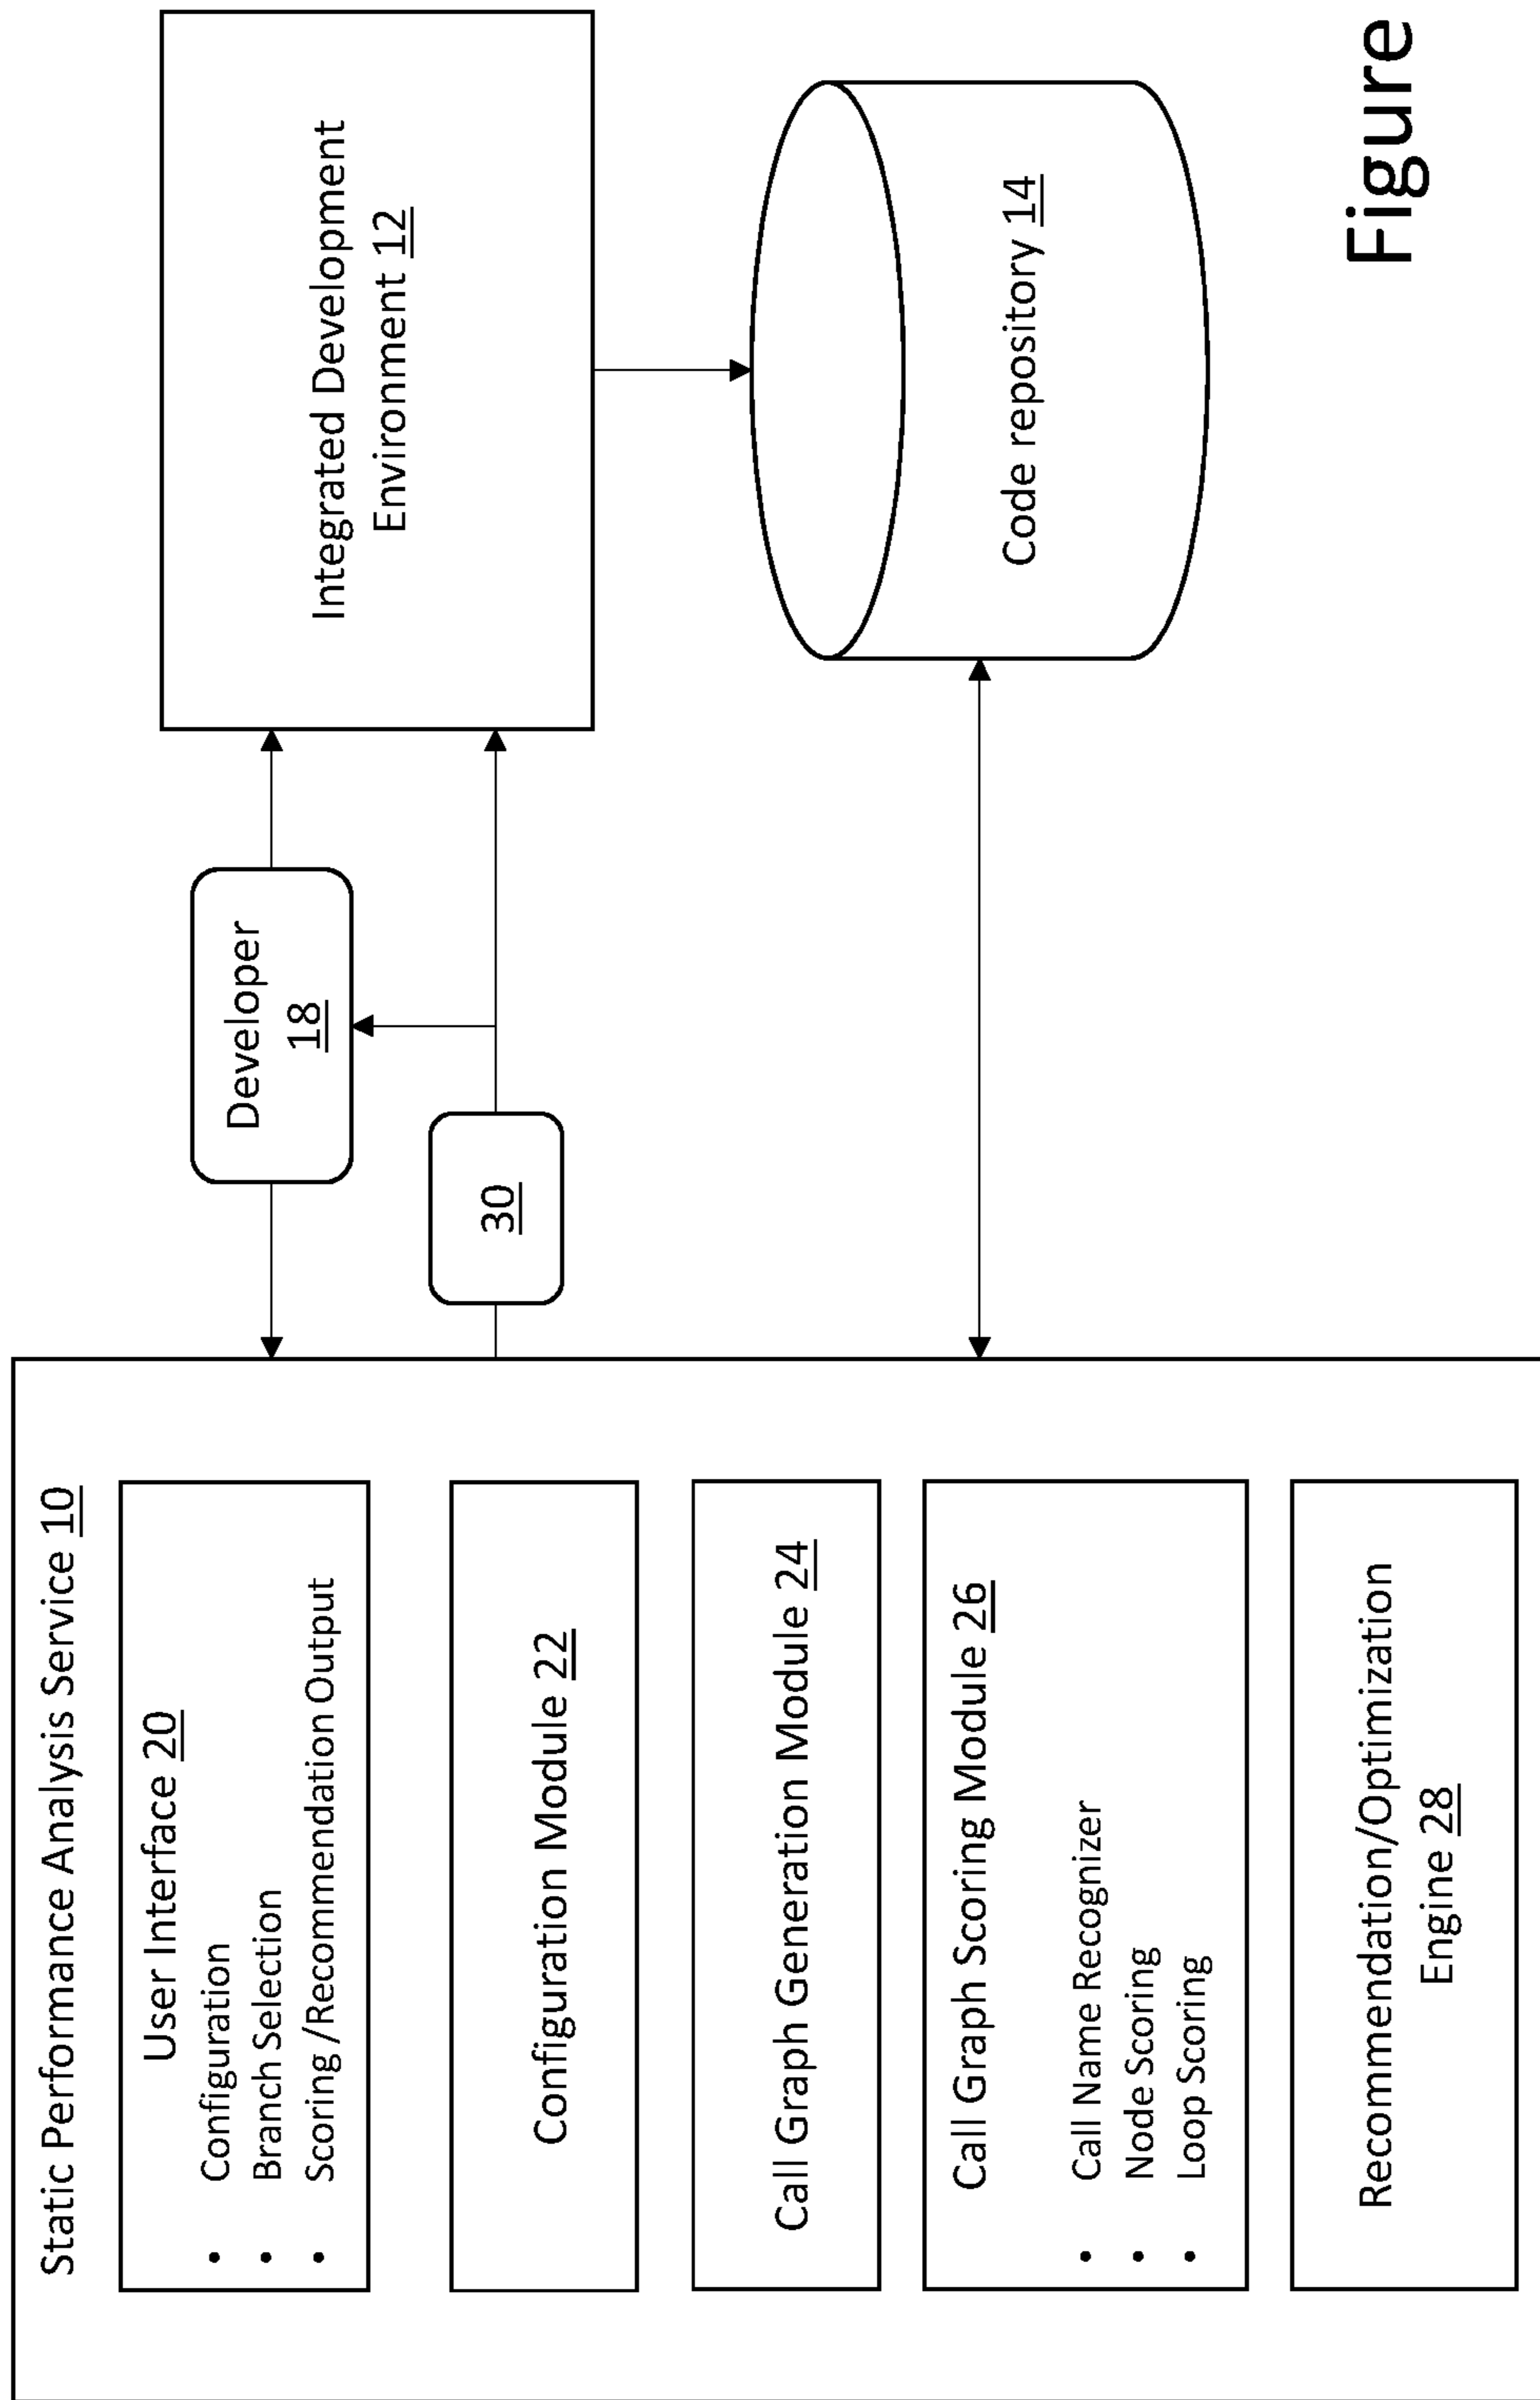 Static Performance Analysis Service 10
User Interface 20
• Configuration
• Branch Selection
• Scoring /Recommendation Output
Configuration Module 22
Call Graph Generation Module 24
Call Graph Scoring Module 26
• Call Name Recognizer
• Node Scoring
• Loop Scoring
Recommendation/Optimization
Engine 28
Developer
18
30
Integrated Development
Environment 12
Code repository 14
Figure